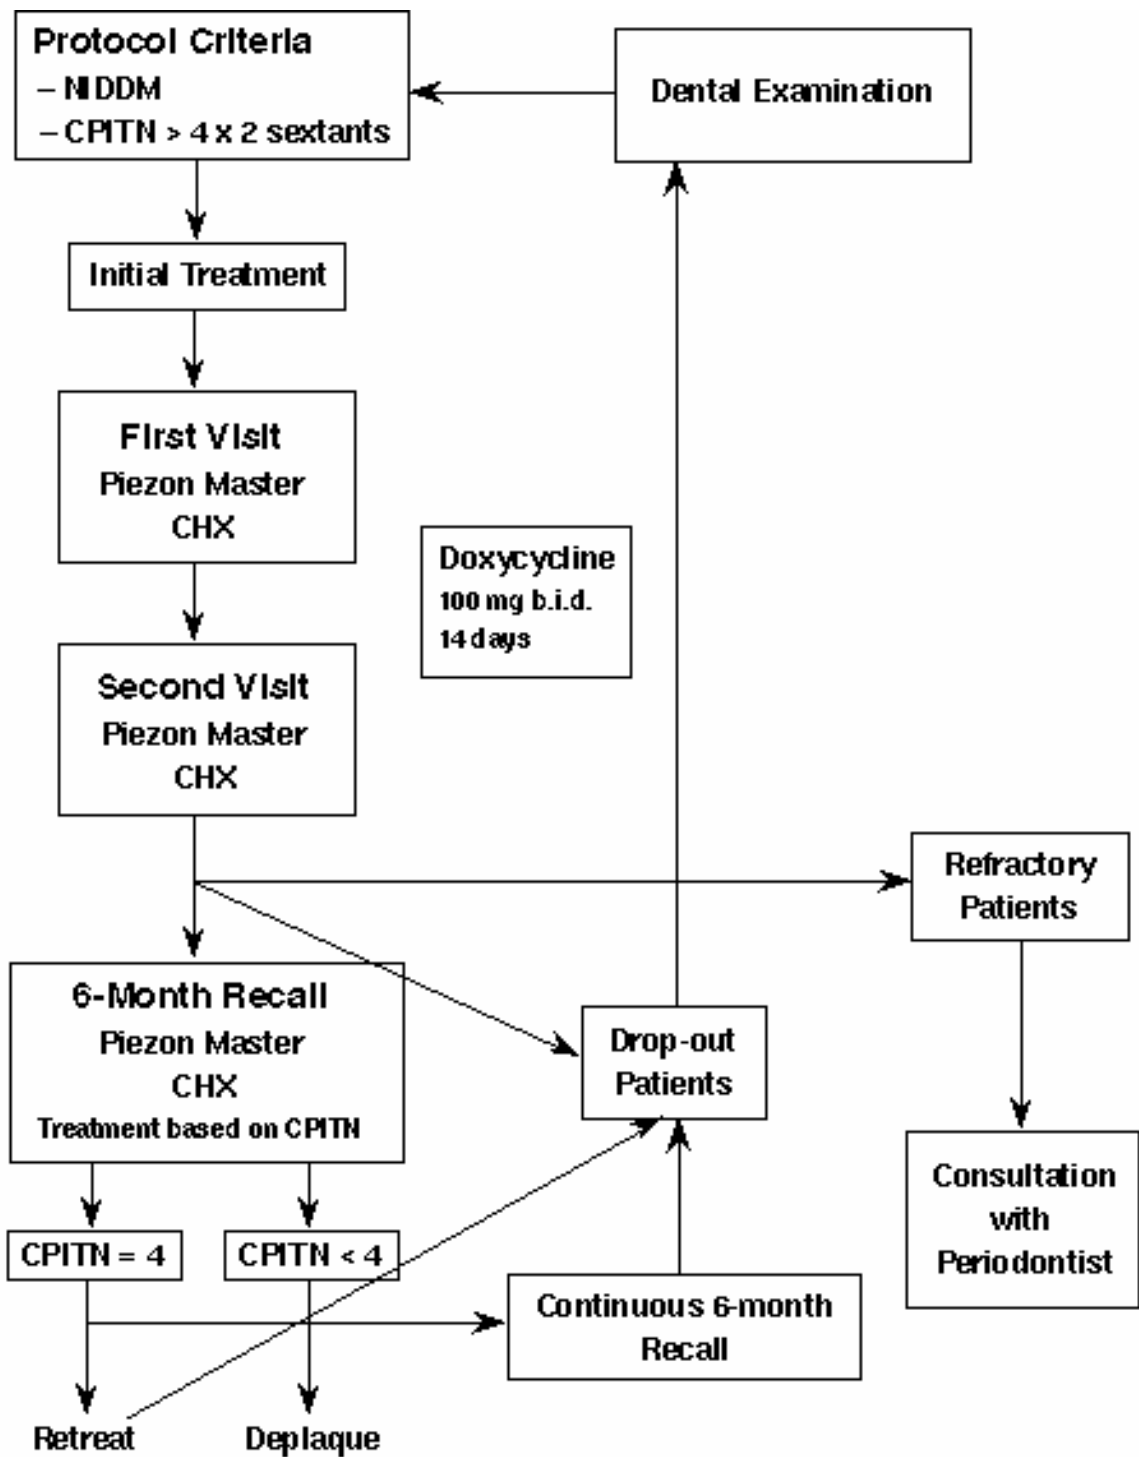 Protocol Criteria
– NIDDM
– CPITN > 4 x 2 sextants
Dental Examination
Initial Treatment
First Visit
Piezon Master
CHX
Doxycycline
100 mg b.i.d.
14 days
Second Visit
Piezon Master
CHX
Refractory
Patients
6-Month Recall
Piezon Master
CHX
Treatment based on CPITN
Drop-out
Patients
Consultation
with
Periodontist
CPITN = 4
CPITN < 4
Continuous 6-month
Recall
Retreat
Deplaque